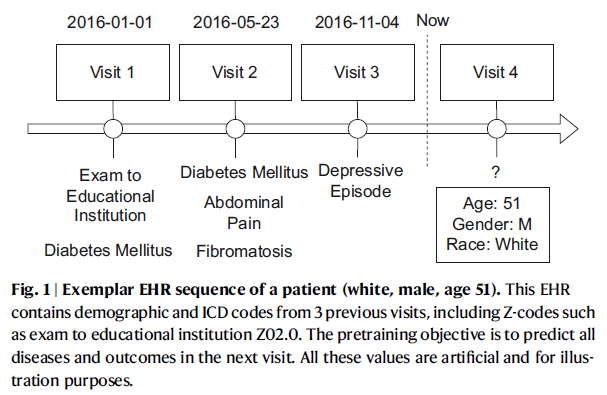 2016-01-01 2016-05-23 2016-11-04 Now
Visit 1 Visit 2 Visit 3 Visit 4
Exam to
Educational
Institution
Diabetes Mellitus
Diabetes Mellitus
Abdominal
Pain
Fibromatosis
Depressive
Episode
?
Age: 51
Gender: M
Race: White
Fig. 1 | Exemplar EHR sequence of a patient (white, male, age 51). This EHR
contains demographic and ICD codes from 3 previous visits, including Z-codes such
as exam to educational institution Z02.0. The pretraining objective is to predict all
diseases and outcomes in the next visit. All these values are artificial and for illus-
tration purposes.